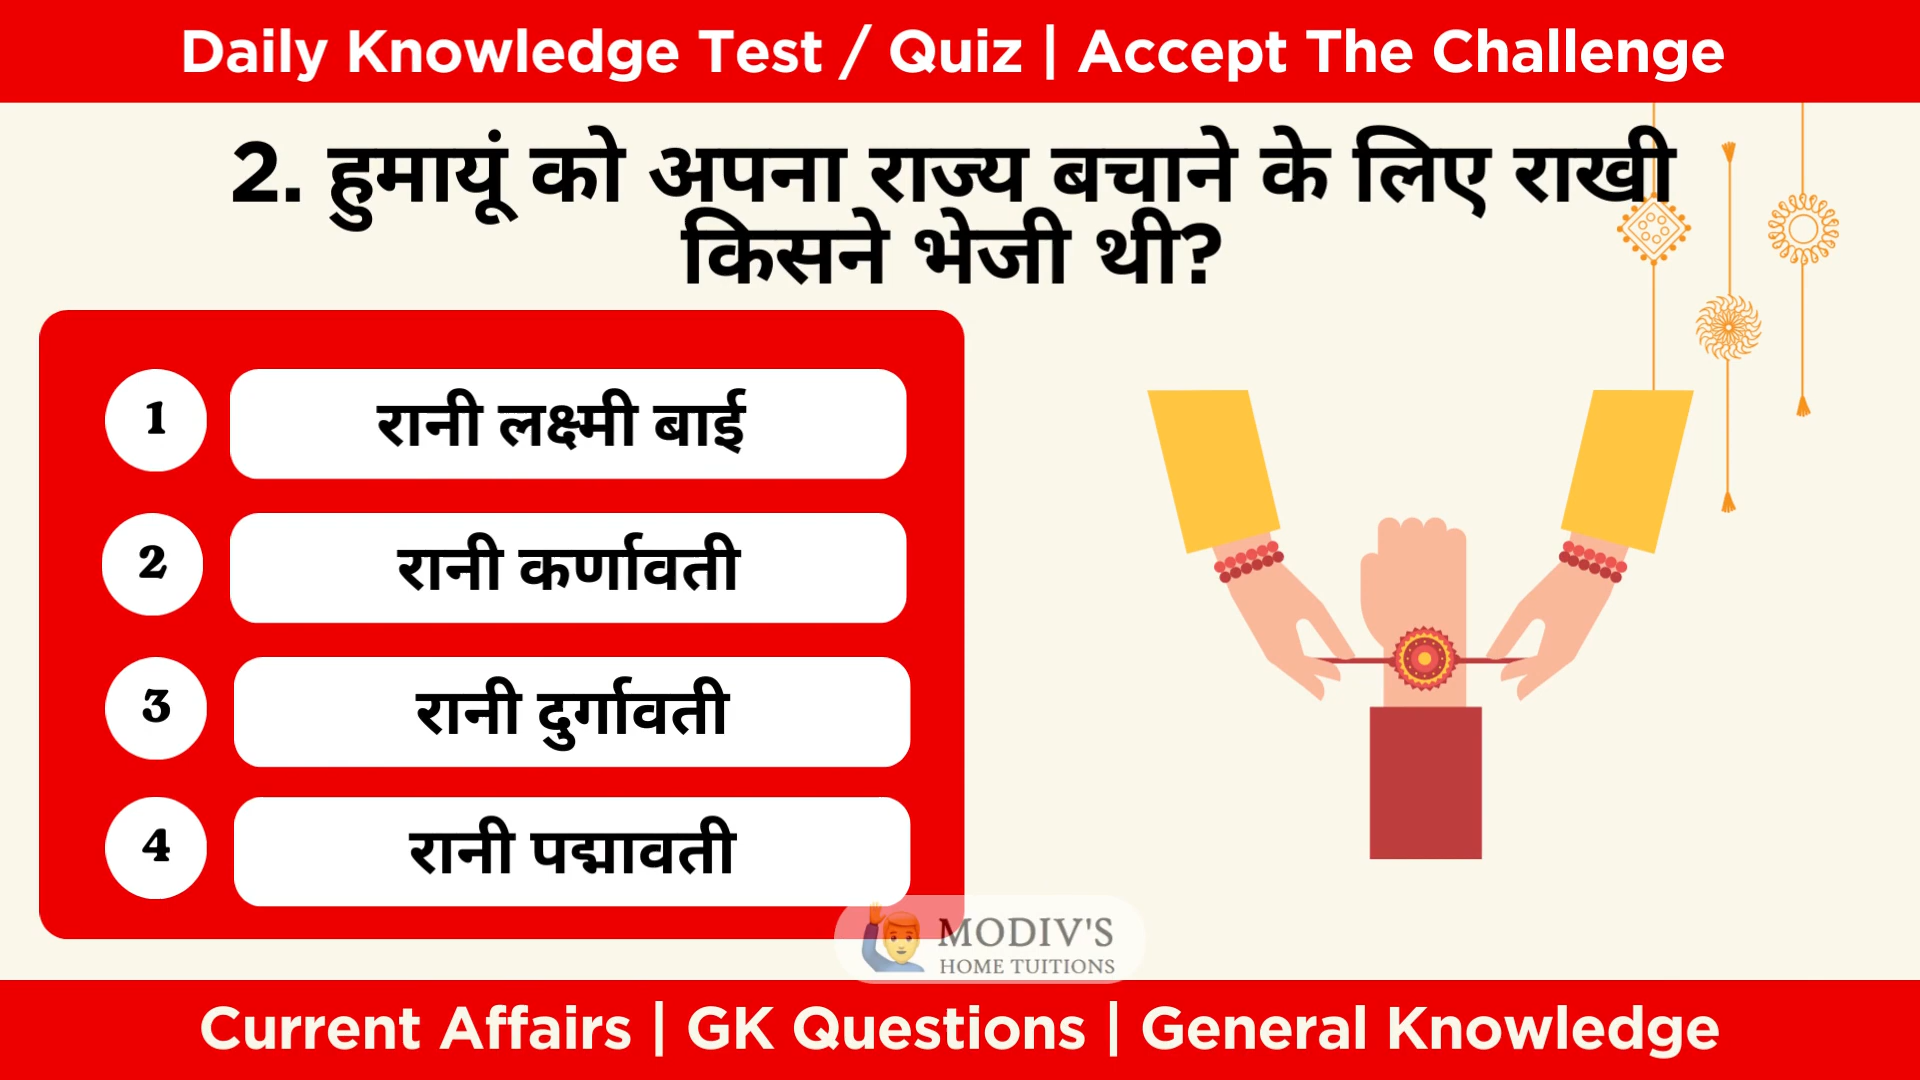 Daily Knowledge Test / Quiz | Accept The Challenge
2. हुमायूं को अपना राज्य बचाने के लिए राखी
किसने भेजी थी?
1
रानी लक्ष्मी बाई
2
रानी कर्णावती
3
रानी दुर्गावती
4
रानी पद्मावती
MODIV'S
HOME TUITIONS
Current Affairs | GK Questions | General Knowledge